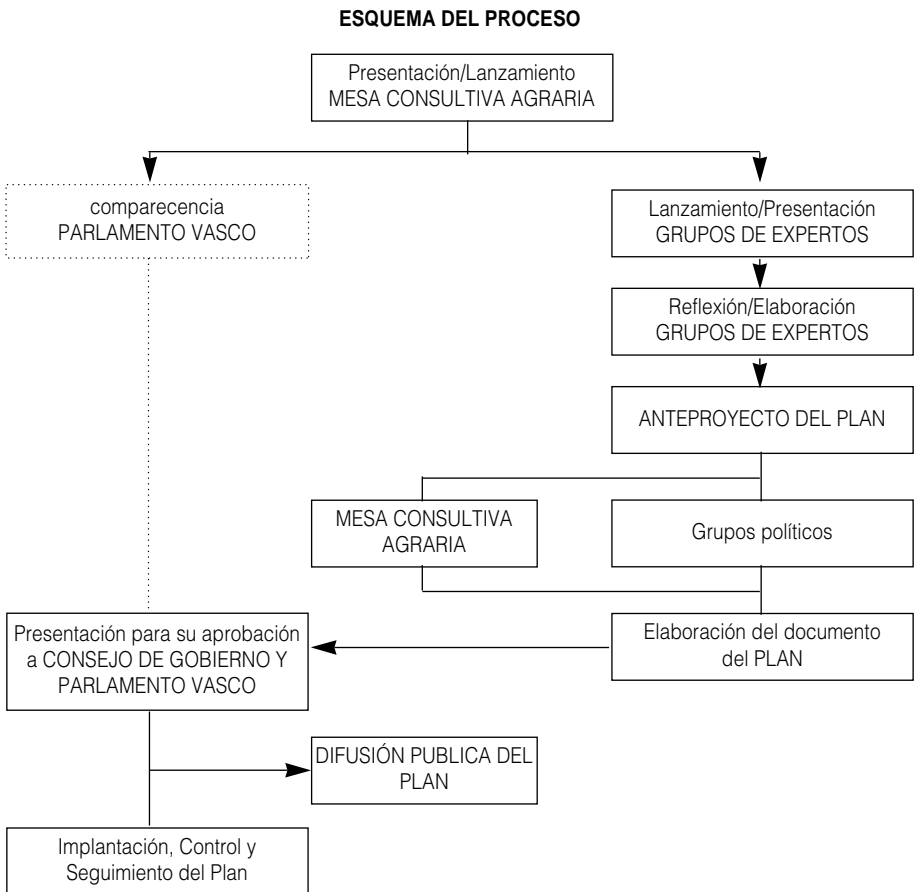 ESQUEMA DEL PROCESO
Presentación/Lanzamiento
MESA CONSULTIVA AGRARIA
comparecencia
PARLAMENTO VASCO
Lanzamiento/Presentación
GRUPOS DE EXPERTOS
Reflexión/Elaboración
GRUPOS DE EXPERTOS
ANTEPROYECTO DEL PLAN
MESA CONSULTIVA
AGRARIA
Grupos políticos
Presentación para su aprobación
a CONSEJO DE GOBIERNO Y
PARLAMENTO VASCO
Elaboración del documento
del PLAN
DIFUSIÓN PUBLICA DEL
PLAN
Implantación, Control y
Seguimiento del Plan